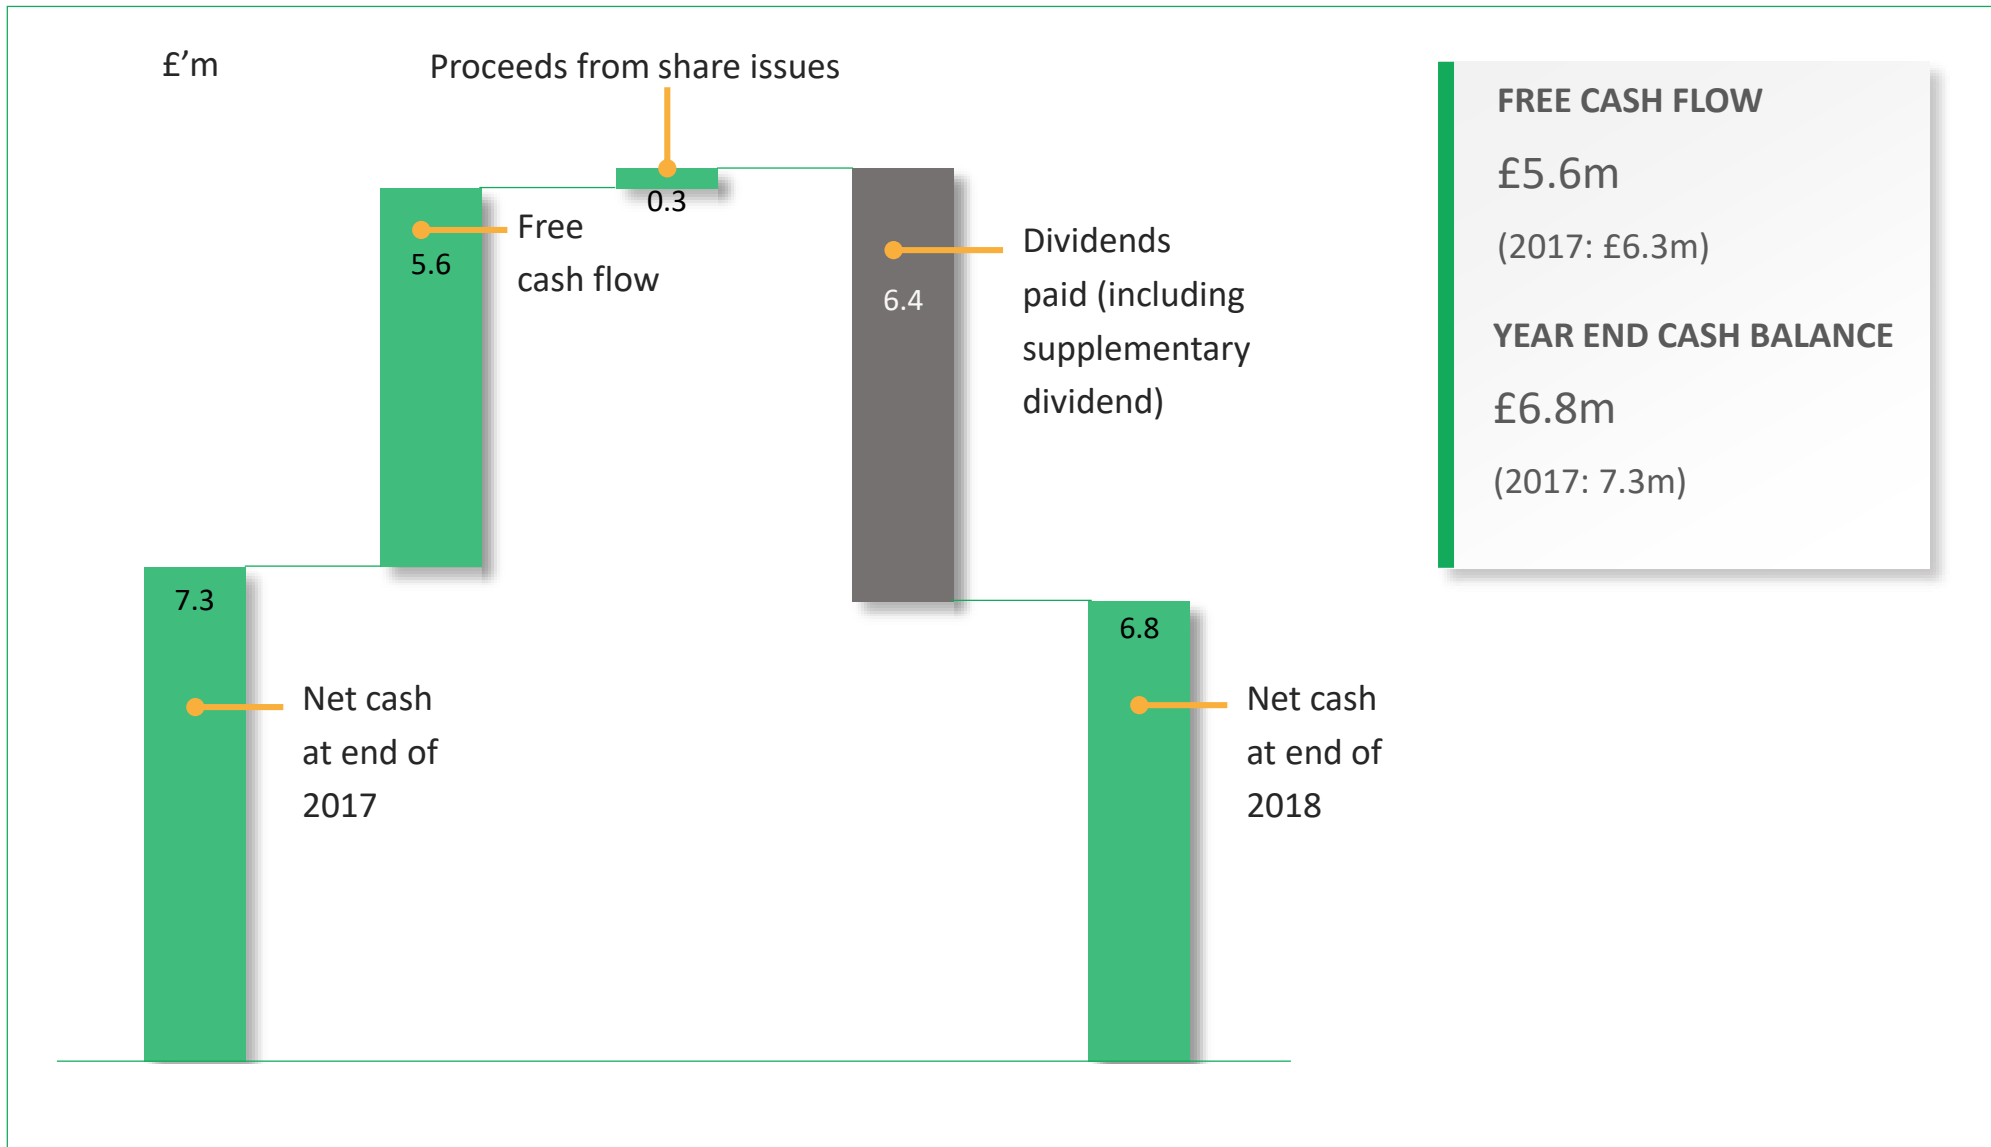 £’m
Proceeds from share issues
0.3
Free
cash flow
5.6
Dividends
paid (including
supplementary
dividend)
6.4
7.3
Net cash
at end of
2017
6.8
Net cash
at end of
2018
FREE CASH FLOW
£5.6m
(2017: £6.3m)
YEAR END CASH BALANCE
£6.8m
(2017: 7.3m)